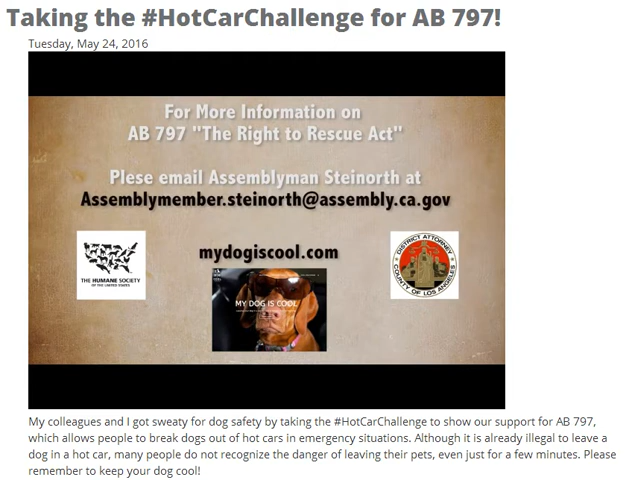 Taking the #HotCarChallenge for AB 797!
Tuesday, May 24, 2016
For More Information on
AB 797 "The Right to Rescue Act"
Plese email Assemblyman Steinorth at
Assemblymember.steinorth@assembly.ca.gov
mydogiscool.com
THE HUMANE SOCIETY
OF THE UNITED STATES
MY DOG IS COOL
DISTRICT ATTORNEY
COUNTY OF LOS ANGELES
My colleagues and I got sweaty for dog safety by taking the #HotCarChallenge to show our support for AB 797,
which allows people to break dogs out of hot cars in emergency situations. Although it is already illegal to leave a
dog in a hot car, many people do not recognize the danger of leaving their pets, even just for a few minutes. Please
remember to keep your dog cool!